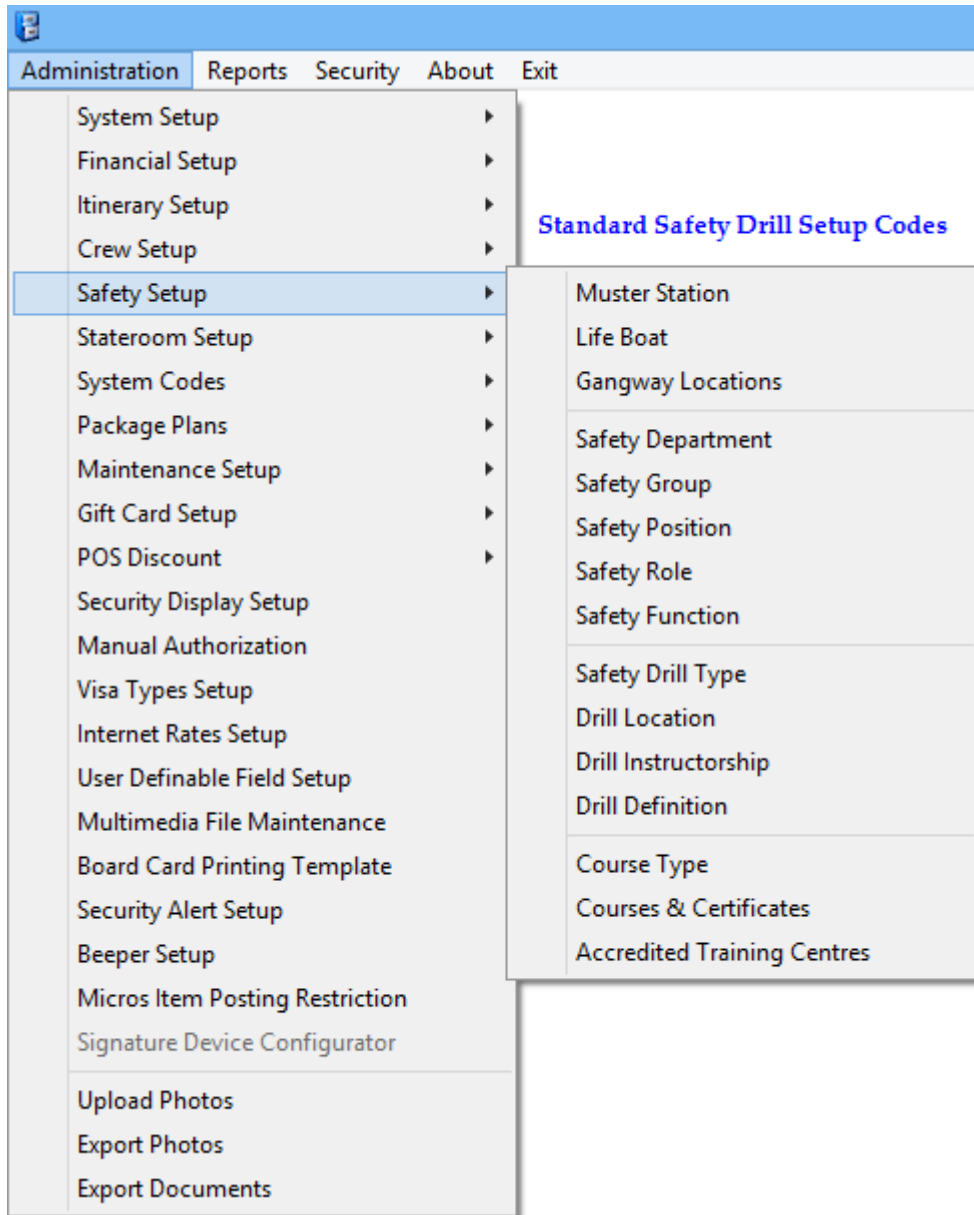 Administration Reports Security About Exit
System Setup
Financial Setup
Itinerary Setup
Crew Setup
Safety Setup
Stateroom Setup
System Codes
Package Plans
Maintenance Setup
Gift Card Setup
POS Discount
Security Display Setup
Manual Authorization
Visa Types Setup
Internet Rates Setup
User Definable Field Setup
Multimedia File Maintenance
Board Card Printing Template
Security Alert Setup
Beeper Setup
Micros Item Posting Restriction
Signature Device Configurator
Upload Photos
Export Photos
Export Documents
Standard Safety Drill Setup Codes
Muster Station
Life Boat
Gangway Locations
Safety Department
Safety Group
Safety Position
Safety Role
Safety Function
Safety Drill Type
Drill Location
Drill Instructorship
Drill Definition
Course Type
Courses & Certificates
Accredited Training Centres